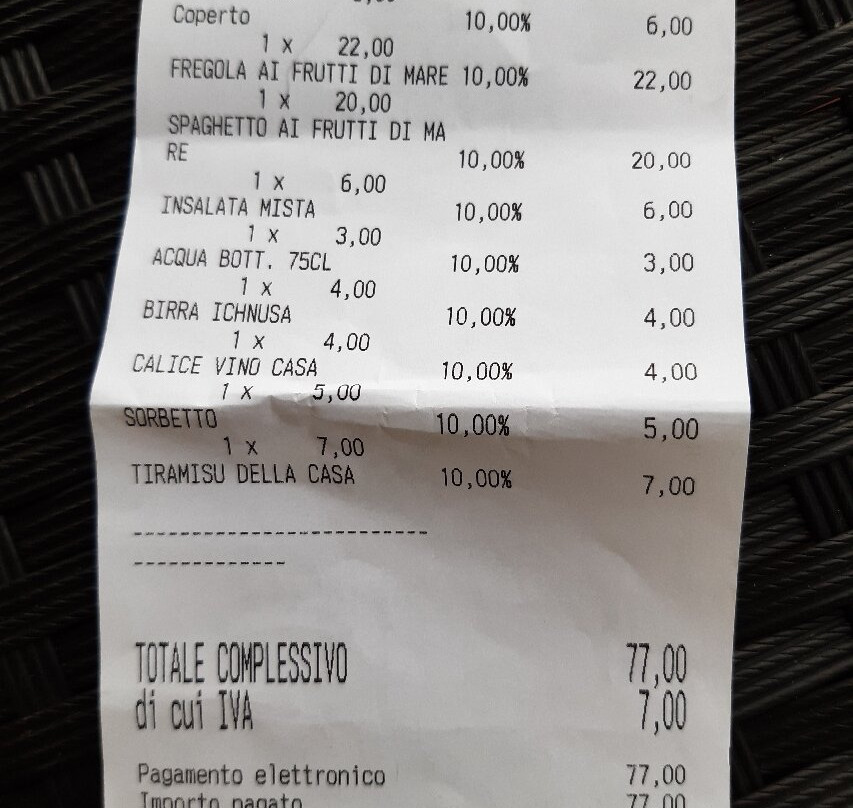 Coperto 10,00% 6,00
1 x 22,00
FREGOLA AI FRUTTI DI MARE 10,00% 22,00
1 x 20,00
SPAGHETTO AI FRUTTI DI MA
RE 10,00% 20,00
1 x 6,00
INSALATA MISTA 10,00% 6,00
1 x 3,00
ACQUA BOTT. 75CL 10,00% 3,00
1 x 4,00
BIRRA ICHNUSA 10,00% 4,00
1 x 4,00
CALICE VINO CASA 10,00% 4,00
1 x 5,00
SORBETTO 10,00% 5,00
1 x 7,00
TIRAMISU DELLA CASA 10,00% 7,00
-------------------------
-------------
TOTALE COMPLESSIVO 77,00
di cui IVA 7,00
Pagamento elettronico 77,00
Importo pagato 77,00